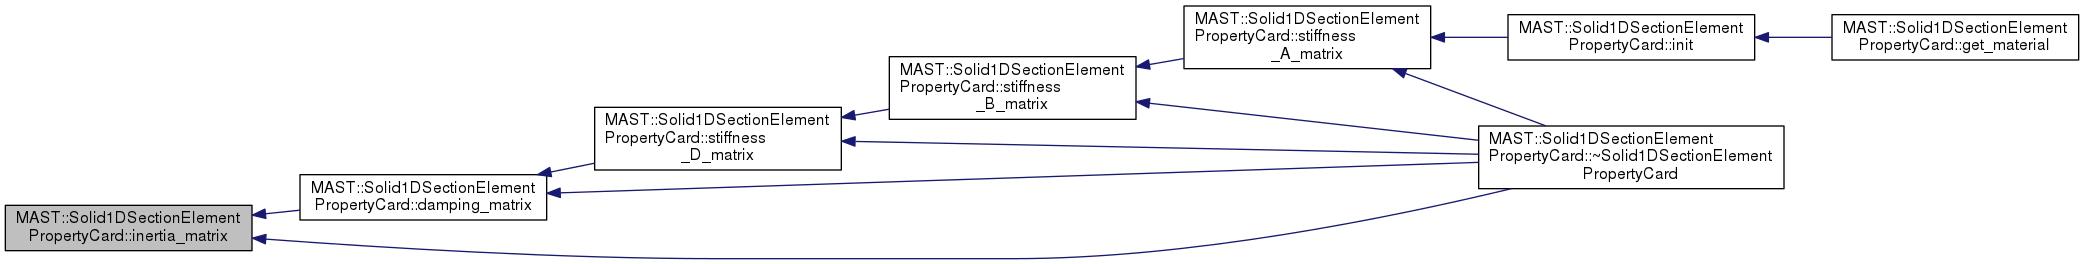 MAST::Solid1DSectionElement
PropertyCard::inertia_matrix
MAST::Solid1DSectionElement
PropertyCard::damping_matrix
MAST::Solid1DSectionElement
PropertyCard::stiffness
_D_matrix
MAST::Solid1DSectionElement
PropertyCard::stiffness
_B_matrix
MAST::Solid1DSectionElement
PropertyCard::stiffness
_A_matrix
MAST::Solid1DSectionElement
PropertyCard::init
MAST::Solid1DSectionElement
PropertyCard::get_material
MAST::Solid1DSectionElement
PropertyCard::~Solid1DSectionElement
PropertyCard